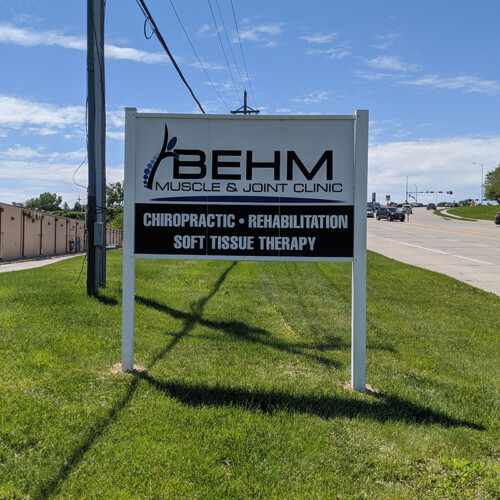 BEHM
MUSCLE & JOINT CLINIC
CHIROPRACTIC • REHABILITATION
SOFT TISSUE THERAPY